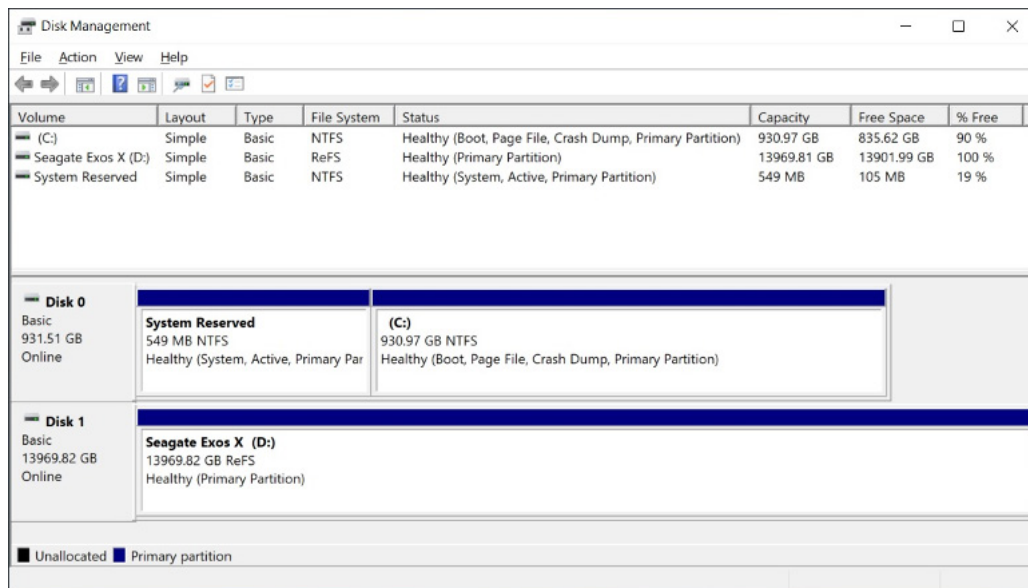 Disk Management
File Action View Help
Volume Layout Type File System Status Capacity Free Space % Free
(C:) Simple Basic NTFS Healthy (Boot, Page File, Crash Dump, Primary Partition) 930.97 GB 835.62 GB 90 %
Seagate Exos X (D:) Simple Basic ReFS Healthy (Primary Partition) 13969.81 GB 13901.99 GB 100 %
System Reserved Simple Basic NTFS Healthy (System, Active, Primary Partition) 549 MB 105 MB 19 %
Disk 0
Basic
931.51 GB
Online
System Reserved
549 MB NTFS
Healthy (System, Active, Primary Par
(C:)
930.97 GB NTFS
Healthy (Boot, Page File, Crash Dump, Primary Partition)
Disk 1
Basic
13969.82 GB
Online
Seagate Exos X (D:)
13969.82 GB ReFS
Healthy (Primary Partition)
Unallocated Primary partition